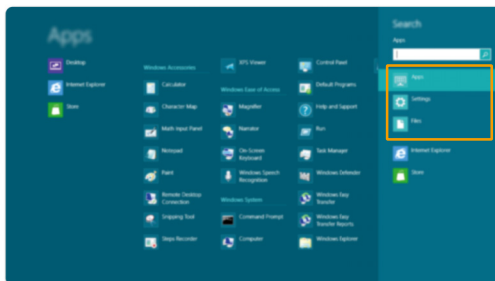 Apps
Desktop
Internet Explorer
Store
Windows Accessories
Calculator
Character Map
Math Input Panel
Notepad
Paint
Remote Desktop
Connection
Snipping Tool
Steps Recorder
XPS Viewer
Windows Ease of Access
Magnifier
Narrator
On-Screen
Keyboard
Windows Speech
Recognition
Windows System
Command Prompt
Computer
Control Panel
Default Programs
Help and Support
Run
Task Manager
Windows Defender
Windows Easy
Transfer
Windows Easy
Transfer Reports
Windows Explorer
Search
Apps
Apps
Settings
Files
Internet Explorer
Store